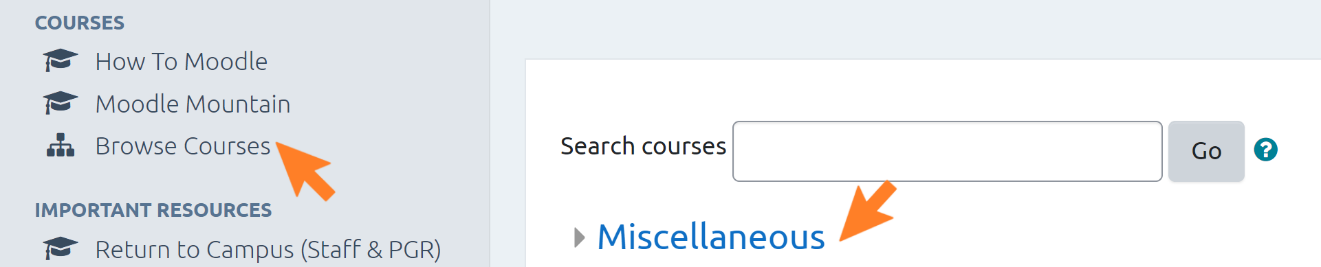 COURSES
How To Moodle
Moodle Mountain
Browse Courses
IMPORTANT RESOURCES
Return to Campus (Staff & PGR)
Search courses
Go
?
Miscellaneous